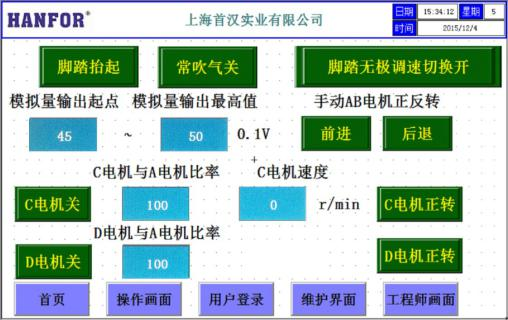 HANFOR®
上海首汉实业有限公司
日期 15:34:12 星期 5
时间 2015/12/4
脚踏抬起 常吹气关 脚踏无极调速切换开
模拟量输出起点 模拟量输出最高值 手动AB电机正反转
45 ~ 50 0.1V 前进 后退
C电机与A电机比率 C电机速度
C电机关 100 0 r/min C电机正转
D电机与A电机比率
D电机关 100 D电机正转
首页 操作画面 用户登录 维护界面 工程师画面